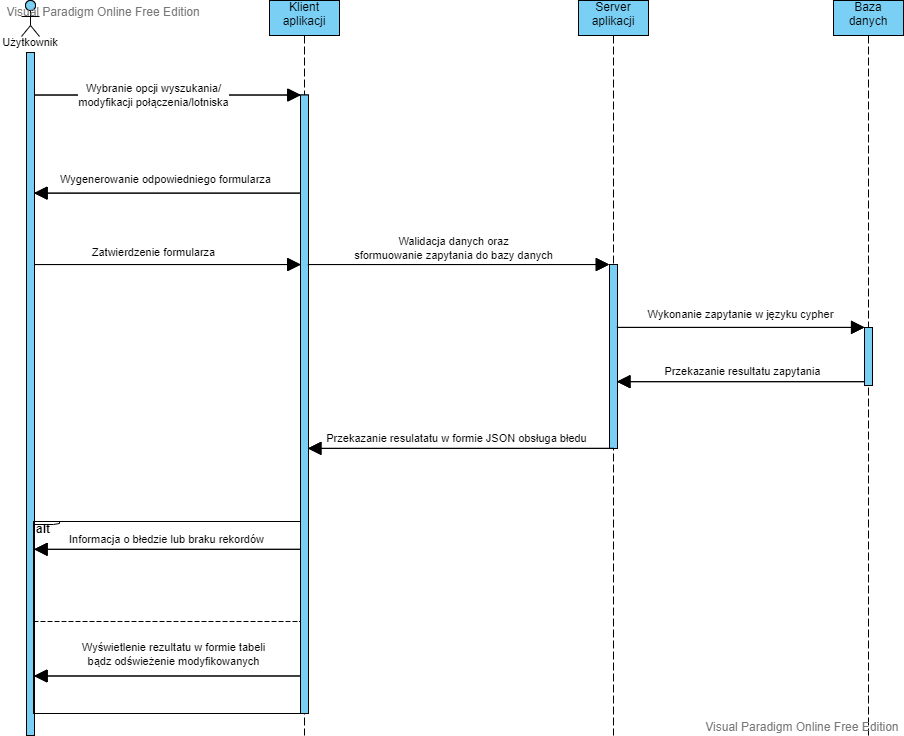 Visual Paradigm Online Free Edition
Użytkownik
Klient
aplikacji
Server
aplikacji
Baza
danych
Wybranie opcji wyszukania/
modyfikacji połączenia/lotniska
Wygenerowanie odpowiedniego formularza
Zatwierdzenie formularza
Walidacja danych oraz
sformuowanie zapytania do bazy danych
Wykonanie zapytanie w języku cypher
Przekazanie resultatu zapytania
Przekazanie resulatatu w formie JSON obsługa błedu
alt
Informacja o błedzie lub braku rekordów
Wyświetlenie rezultatu w formie tabeli
bądz odświeżenie modyfikowanych
Visual Paradigm Online Free Edition